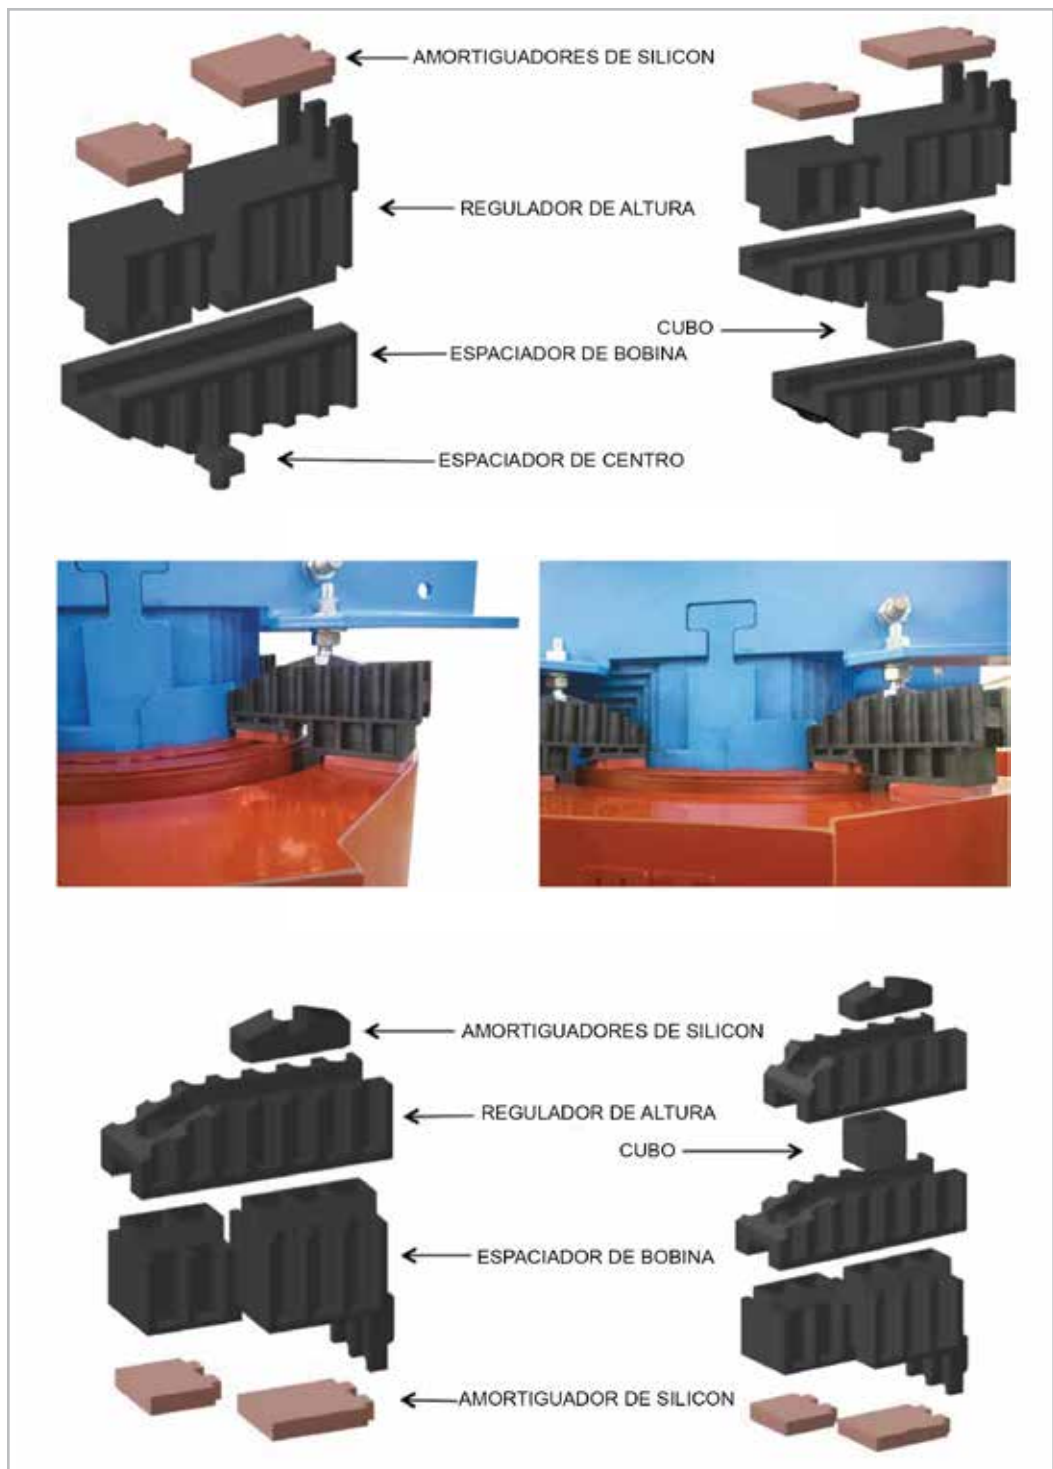 AMORTIGUADORES DE SILICON
REGULADOR DE ALTURA
CUBO
ESPACIADOR DE BOBINA
ESPACIADOR DE CENTRO
AMORTIGUADORES DE SILICON
REGULADOR DE ALTURA
CUBO
ESPACIADOR DE BOBINA
AMORTIGUADOR DE SILICON